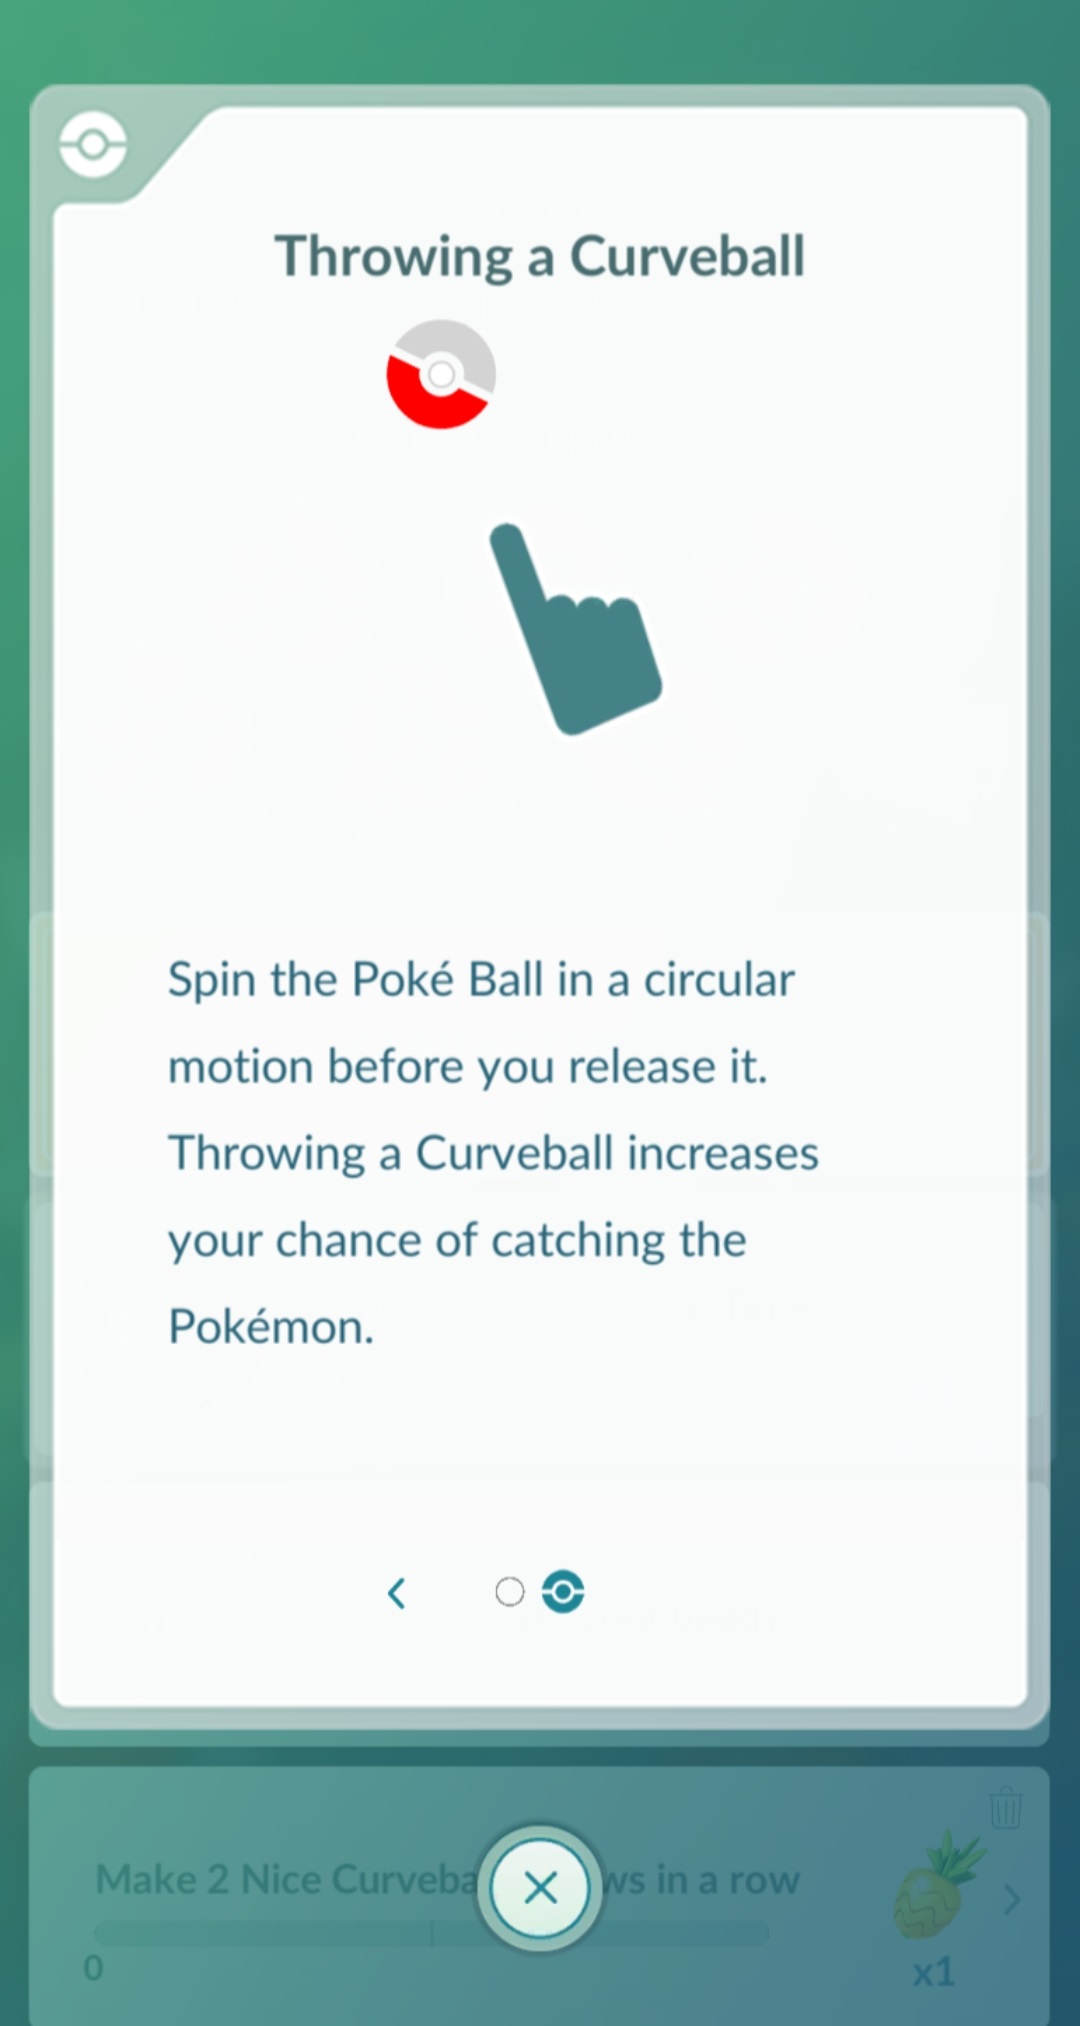 Throwing a Curveball
Spin the Poké Ball in a circular
motion before you release it.
Throwing a Curveball increases
your chance of catching the
Pokémon.
Make 2 Nice Curveba ws in a row
0
x1